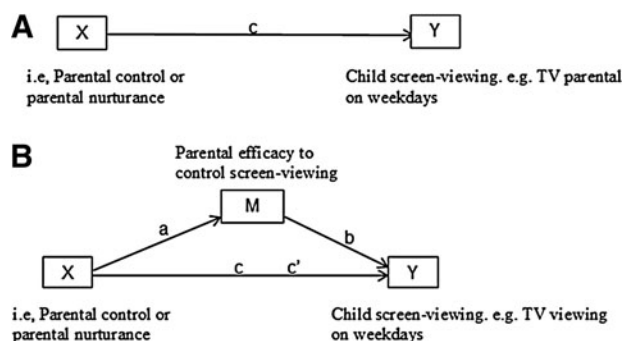 A
X
c
Y
i.e, Parental control or
parental nurturance
Child screen-viewing. e.g. TV parental
on weekdays
B
Parental efficacy to
control screen-viewing
M
a
b
X
c c'
Y
i.e, Parental control or
parental nurturance
Child screen-viewing. e.g. TV viewing
on weekdays